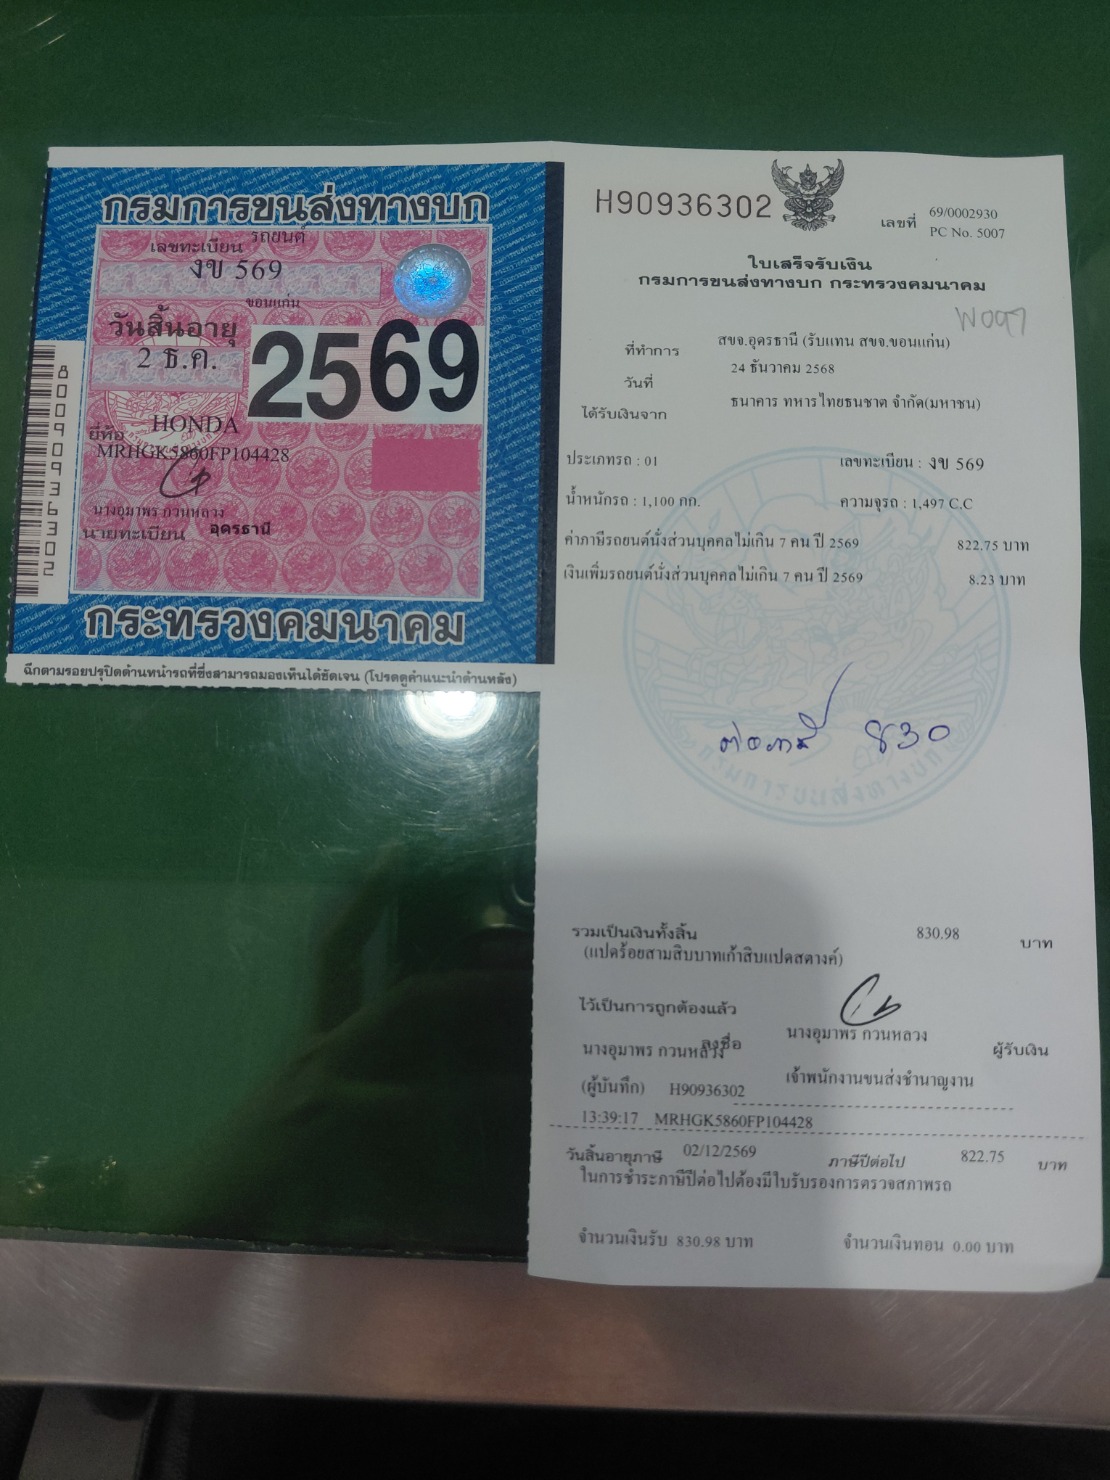 กรมการขนส่งทางบก
รถยนต์
เลขทะเบียน
งข 569
ขอนแก่น
วันสิ้นอายุ
2 ธ.ค.
2569
HONDA
ยี่ห้อ
MRHGK5860FP104428
นางอุมาพร กวนหลวง
นายทะเบียน อุดรธานี
กระทรวงคมนาคม
ฉีกตามรอยปรุปิดด้านหน้ารถที่ซึ่งสามารถมองเห็นได้ชัดเจน (โปรดดูคำแนะนำด้านหลัง)
80090936302
H90936302
เลขที่ 69/0002930
PC No. 5007
ใบเสร็จรับเงิน
กรมการขนส่งทางบก กระทรวงคมนาคม
ที่ทำการ สขจ.อุดรธานี (รับแทน สขจ.ขอนแก่น)
วันที่ 24 ธันวาคม 2568
ได้รับเงินจาก ธนาคาร ทหารไทยธนชาต จำกัด(มหาชน)
ประเภทรถ : 01 เลขทะเบียน : งข 569
น้ำหนักรถ : 1,100 กก. ความจุรถ : 1,497 C.C
ค่าภาษีรถยนต์นั่งส่วนบุคคลไม่เกิน 7 คน ปี 2569 822.75 บาท
เงินเพิ่มรถยนต์นั่งส่วนบุคคลไม่เกิน 7 คน ปี 2569 8.23 บาท
ต่อภาษี 830
กรมการขนส่งทางบก
รวมเป็นเงินทั้งสิ้น 830.98 บาท
(แปดร้อยสามสิบบาทเก้าสิบแปดสตางค์)
ไว้เป็นการถูกต้องแล้ว
ลงชื่อ นางอุมาพร กวนหลวง ผู้รับเงิน
นางอุมาพร กวนหลวง
เจ้าพนักงานขนส่งชำนาญงาน
(ผู้บันทึก) H90936302
13:39:17 MRHGK5860FP104428
วันสิ้นอายุภาษี 02/12/2569 ภาษีปีต่อไป 822.75 บาท
ในการชำระภาษีปีต่อไปต้องมีใบรับรองการตรวจสภาพรถ
จำนวนเงินรับ 830.98 บาท จำนวนเงินทอน 0.00 บาท